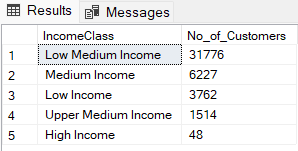 Results Messages
IncomeClass No_of_Customers
1 Low Medium Income 31776
2 Medium Income 6227
3 Low Income 3762
4 Upper Medium Income 1514
5 High Income 48